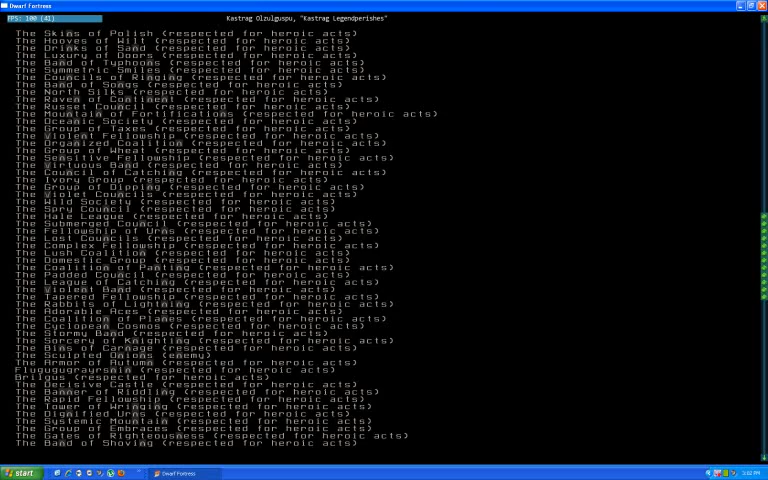 Dwarf Fortress
FPS: 100 (41)
Kastrag Olzulguspu, "Kastrag Legendperishes"
The Skins of Polish (respected for heroic acts)
The Hooves of Wilt (respected for heroic acts)
The Drinks of Sand (respected for heroic acts)
The Luxury of Doors (respected for heroic acts)
The Band of Typhoons (respected for heroic acts)
The Symmetric Smiles (respected for heroic acts)
The Councils of Ringing (respected for heroic acts)
The Band of Songs (respected for heroic acts)
The North Silks (respected for heroic acts)
The Raven of Continent (respected for heroic acts)
The Russet Council (respected for heroic acts)
The Mountain of Fortifications (respected for heroic acts)
The Oceanic Society (respected for heroic acts)
The Group of Taxes (respected for heroic acts)
The Violent Fellowship (respected for heroic acts)
The Organized Coalition (respected for heroic acts)
The Group of Wheat (respected for heroic acts)
The Sensitive Fellowship (respected for heroic acts)
The Virtuous Band (respected for heroic acts)
The Council of Catching (respected for heroic acts)
The Ivory Group (respected for heroic acts)
The Group of Dipping (respected for heroic acts)
The Violet Councils (respected for heroic acts)
The Wild Society (respected for heroic acts)
The Spry Council (respected for heroic acts)
The Hale League (respected for heroic acts)
The Submerged Council (respected for heroic acts)
The Fellowship of Urns (respected for heroic acts)
The Lost Councils (respected for heroic acts)
The Complex Fellowship (respected for heroic acts)
The Lush Coalition (respected for heroic acts)
The Domestic Group (respected for heroic acts)
The Coalition of Panting (respected for heroic acts)
The Padded Council (respected for heroic acts)
The League of Catching (respected for heroic acts)
The Violent Band (respected for heroic acts)
The Tapered Fellowship (respected for heroic acts)
The Rabbits of Lightning (respected for heroic acts)
The Adorable Aces (respected for heroic acts)
The Coalition of Planes (respected for heroic acts)
The Cyclopean Cosmos (respected for heroic acts)
The Stormy Band (respected for heroic acts)
The Sorcery of Knighting (respected for heroic acts)
The Bins of Carnage (respected for heroic acts)
The Sculpted Onions (enemy)
The Armor of Autumn (respected for heroic acts)
Flugugugraysnin (respected for heroic acts)
Brilgus (respected for heroic acts)
The Decisive Castle (respected for heroic acts)
The Banner of Riddling (respected for heroic acts)
The Rapid Fellowship (respected for heroic acts)
The Tower of Wringing (respected for heroic acts)
The Dignified Urns (respected for heroic acts)
The Systemic Mountain (respected for heroic acts)
The Group of Embraces (respected for heroic acts)
The Gates of Righteousness (respected for heroic acts)
The Band of Shoving (respected for heroic acts)
start
Dwarf Fortress
3:02 PM